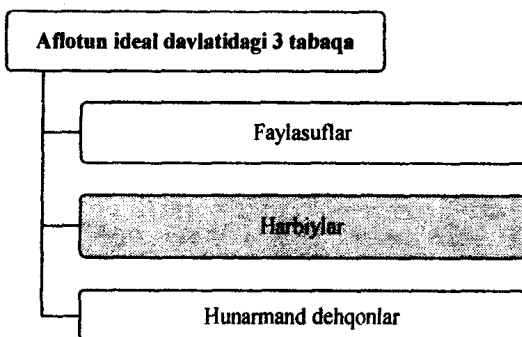 Aflotun ideal davlatidagi 3 tabaqa
Faylasuflar
Harbiylar
Hunarmand dehqonlar